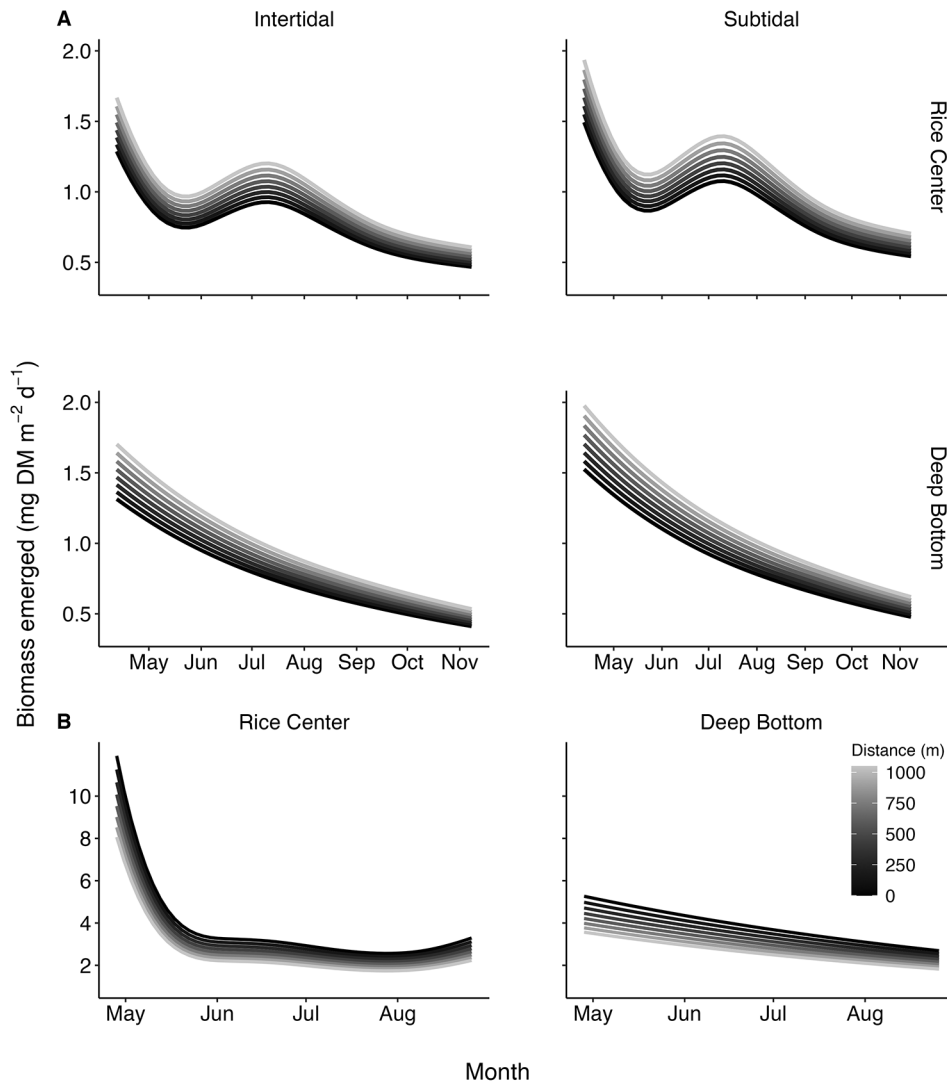 A
Intertidal
Subtidal
2.0
1.5
1.0
0.5
Rice Center
2.0
1.5
1.0
0.5
Deep Bottom
May Jun Jul Aug Sep Oct Nov
May Jun Jul Aug Sep Oct Nov
Biomass emerged (mg DM m⁻² d⁻¹)
B
Rice Center
Deep Bottom
10
8
6
4
2
Distance (m)
1000
750
500
250
0
May Jun Jul Aug
May Jun Jul Aug
Month